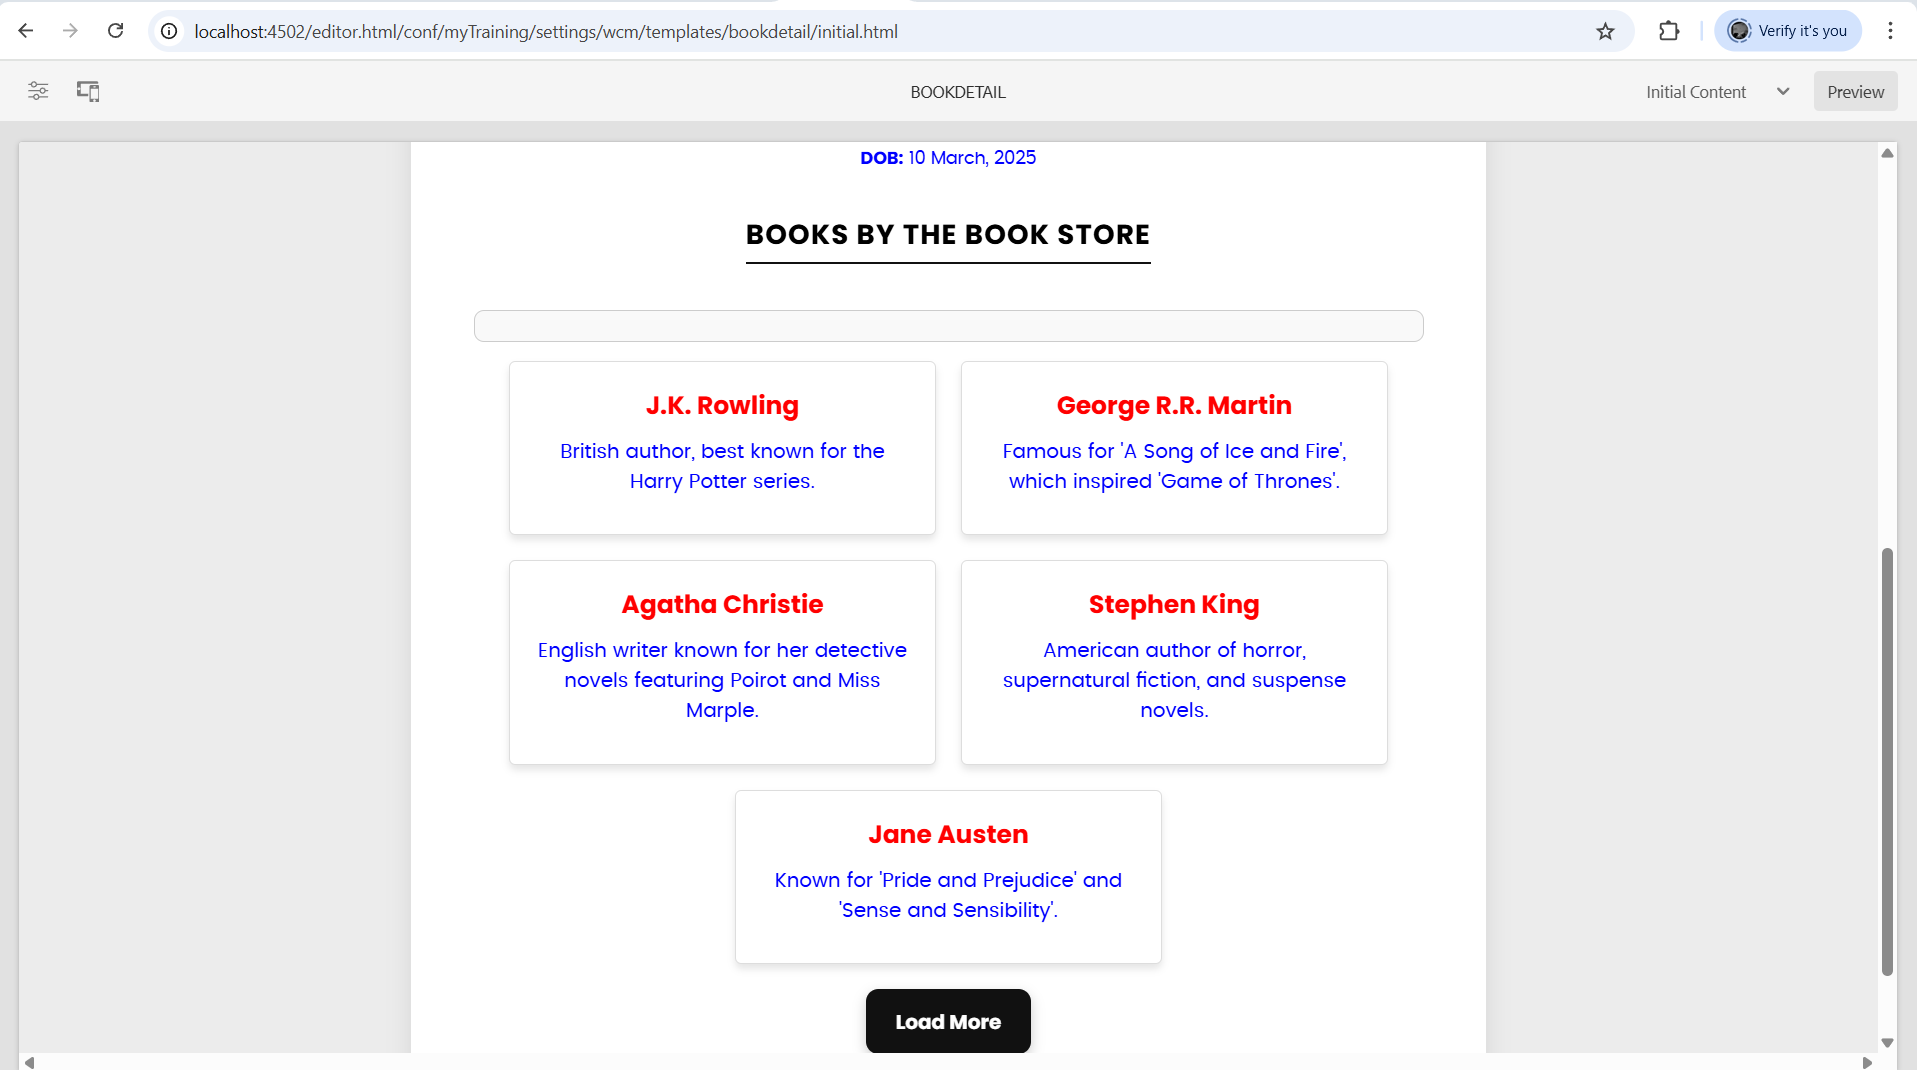 localhost:4502/editor.html/conf/myTraining/settings/wcm/templates/bookdetail/initial.html
Verify it's you
BOOKDETAIL
Initial Content
Preview
DOB: 10 March, 2025
BOOKS BY THE BOOK STORE
J.K. Rowling
British author, best known for the
Harry Potter series.
George R.R. Martin
Famous for 'A Song of Ice and Fire',
which inspired 'Game of Thrones'.
Agatha Christie
English writer known for her detective
novels featuring Poirot and Miss
Marple.
Stephen King
American author of horror,
supernatural fiction, and suspense
novels.
Jane Austen
Known for 'Pride and Prejudice' and
'Sense and Sensibility'.
Load More